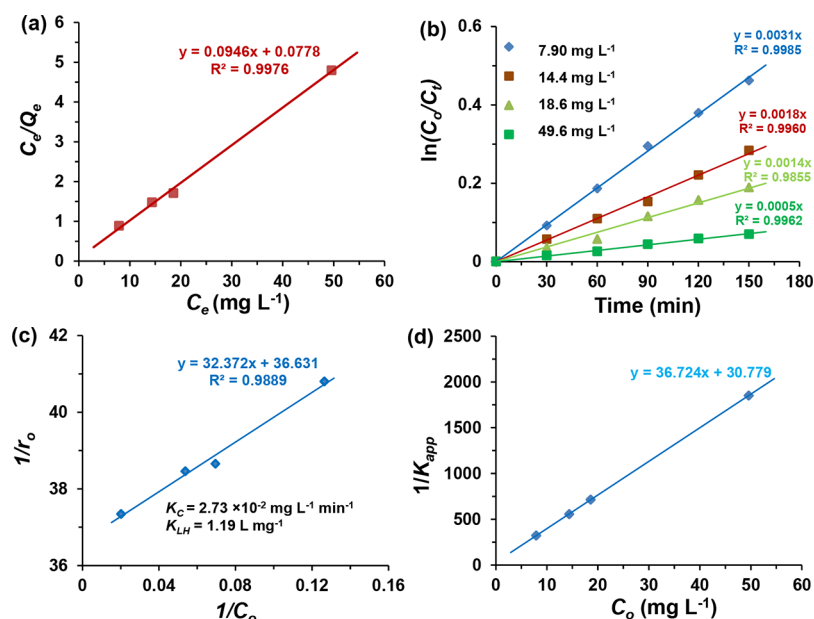 (a)
y = 0.0946x + 0.0778
R² = 0.9976
6
5
4
3
2
1
0
Ce/Qe
0 10 20 30 40 50 60
Ce (mg L-1)
(b)
7.90 mg L-1
14.4 mg L-1
18.6 mg L-1
49.6 mg L-1
y = 0.0031x
R² = 0.9985
y = 0.0018x
R² = 0.9960
y = 0.0014x
R² = 0.9855
y = 0.0005x
R² = 0.9962
0.6
0.4
0.2
0
ln(Co/Ct)
0 30 60 90 120 150 180
Time (min)
(c)
y = 32.372x + 36.631
R² = 0.9889
42
40
38
36
1/ro
KC = 2.73 ×10-2 mg L-1 min-1
KLH = 1.19 L mg-1
0 0.04 0.08 0.12 0.16
1/Co
(d)
y = 36.724x + 30.779
2500
2000
1500
1000
500
0
1/Kapp
0 10 20 30 40 50 60
Co (mg L-1)